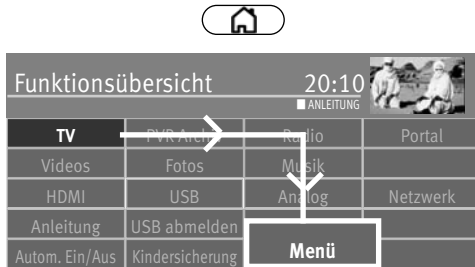 Funktionsübersicht 20:10
ANLEITUNG
TV PVR Archiv Radio Portal
Videos Fotos Musik
HDMI USB Analog Netzwerk
Anleitung USB abmelden
Autom. Ein/Aus Kindersicherung Menü